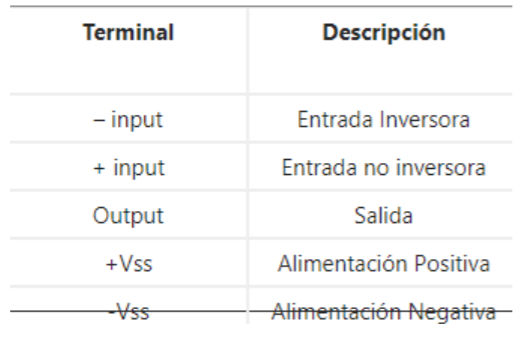 Terminal Descripción
– input Entrada Inversora
+ input Entrada no inversora
Output Salida
+Vss Alimentación Positiva
-Vss Alimentación Negativa